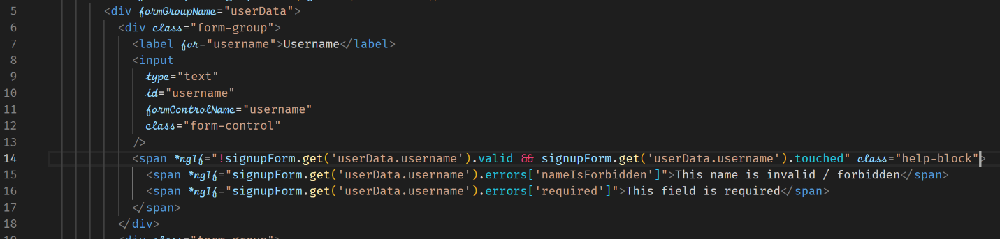 5 <div formGroupName="userData">
6 <div class="form-group">
7 <label for="username">Username</label>
8 <input
9 type="text"
10 id="username"
11 formControlName="username"
12 class="form-control"
13 />
14 <span *ngIf="!signupForm.get('userData.username').valid && signupForm.get('userData.username').touched" class="help-block">
15 <span *ngIf="signupForm.get('userData.username').errors['nameIsForbidden']">This name is invalid / forbidden</span>
16 <span *ngIf="signupForm.get('userData.username').errors['required']">This field is required</span>
17 </span>
18 </div>
19 <div class="form-group">